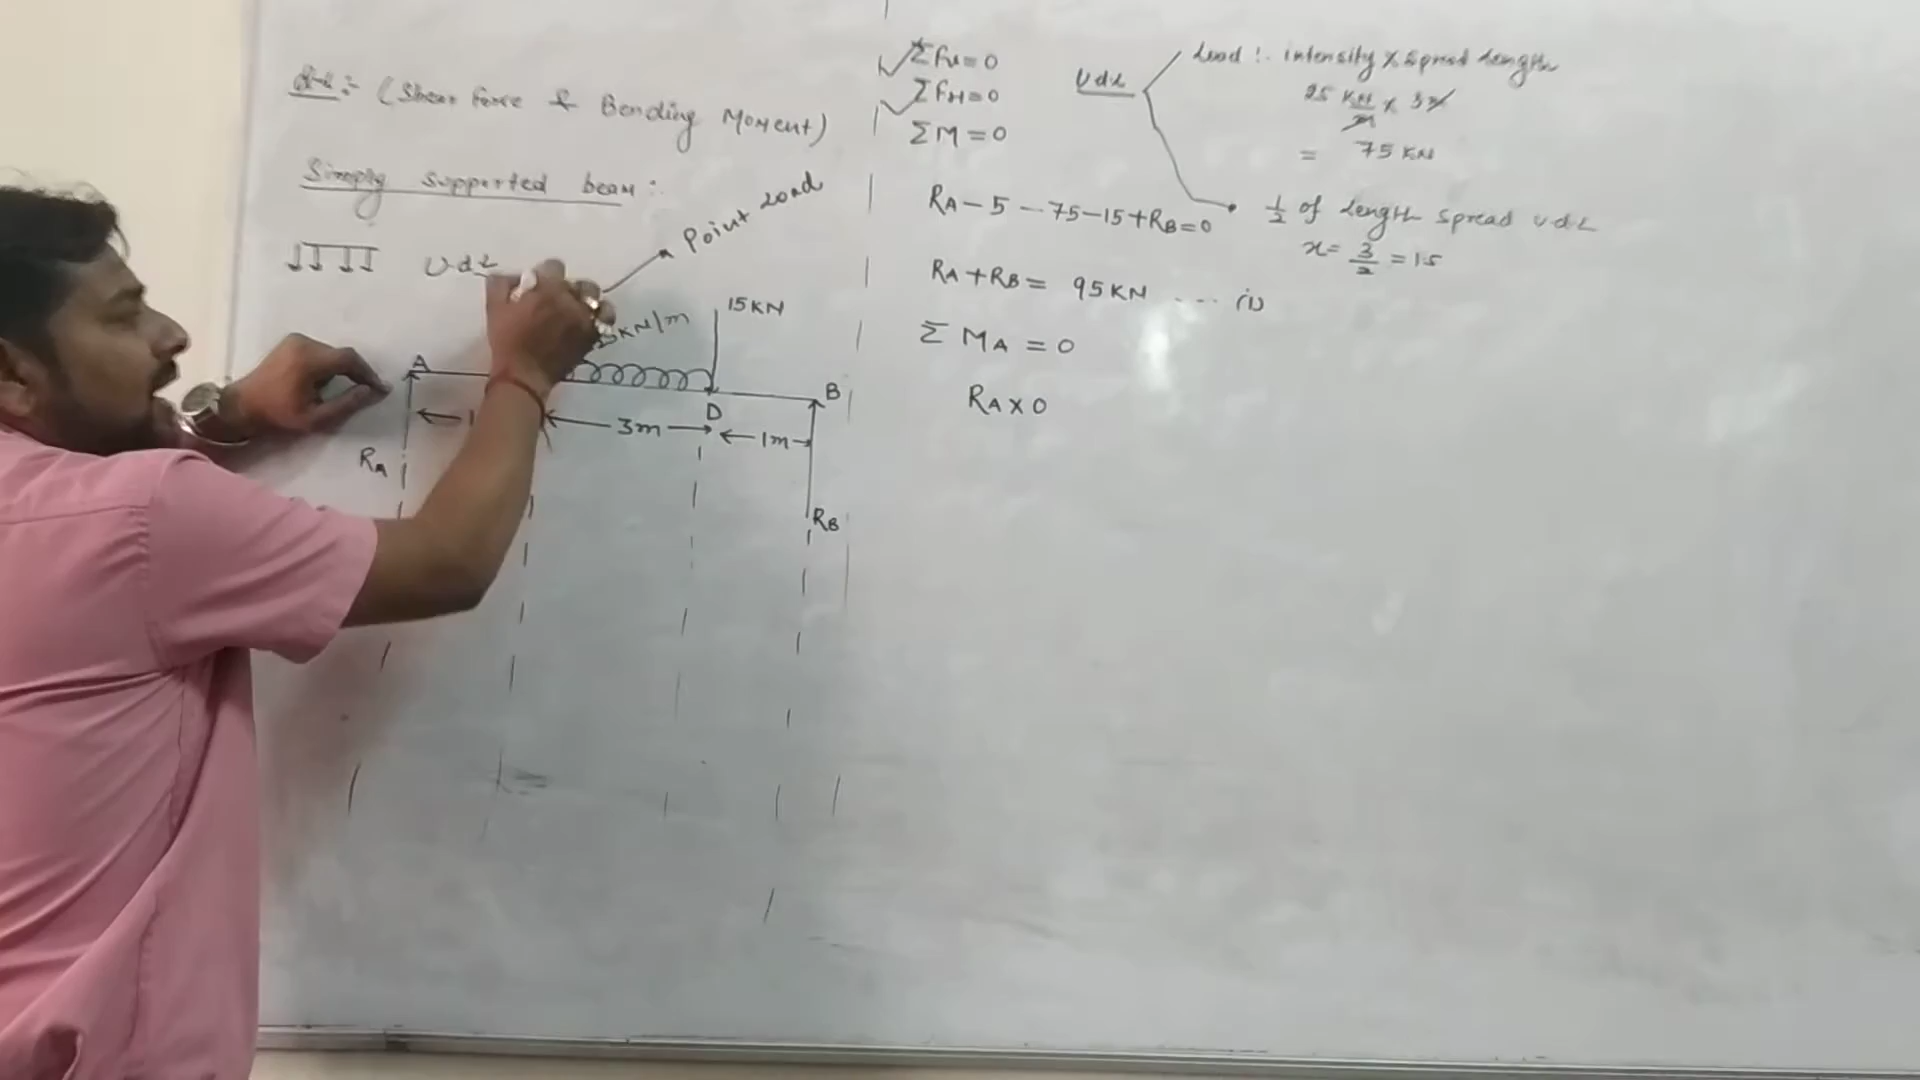 (Shear Force & Bending Moment)
Simply supported beam:
Udl
Point Load
KN/m
15KN
A
B
D
3m
1m
RA
RB
ΣFv=0
ΣFH=0
ΣM=0
RA-5-75-15+RB=0
RA+RB= 95KN ---- (i)
Σ MA = 0
RA×0
Udl
Load :- intensity × Spread Length
25 KN/m × 3m
= 75 KN
1/2 of Length Spread Udl
x= 3/2 = 1.5